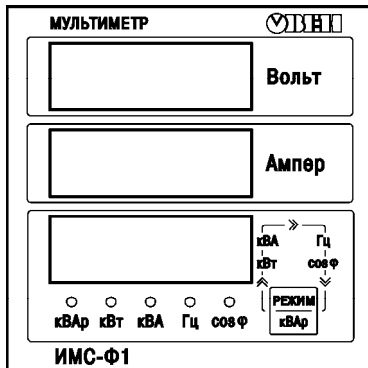 МУЛЬТИМЕТР ОВЕН
Вольт
Ампер
кВА Гц
кВт cosφ
РЕЖИМ
кВАр
кВАр кВт кВА Гц cosφ
ИМС-Ф1